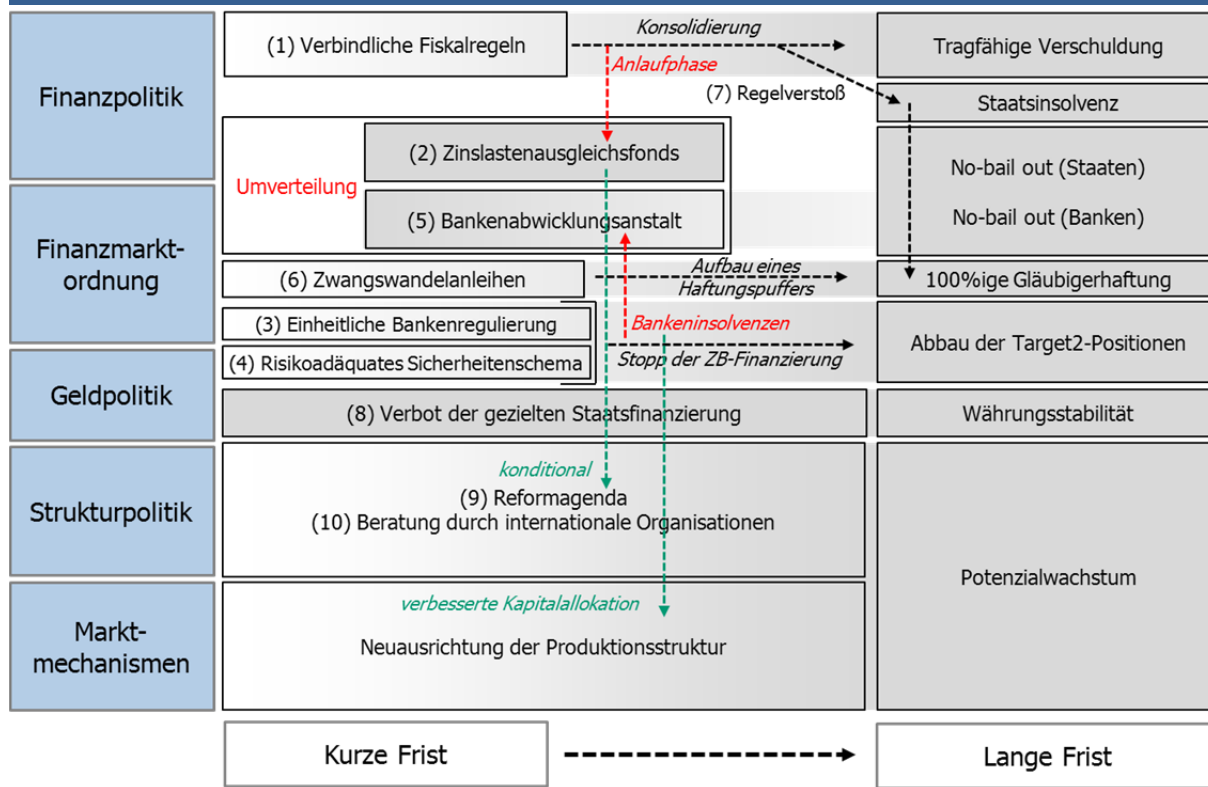 Finanzpolitik
Finanzmarkt-
ordnung
Geldpolitik
Strukturpolitik
Markt-
mechismen
(1) Verbindliche Fiskalregeln
Konsolidierung
Anlaufphase
(7) Regelverstoß
Tragfähige Verschuldung
Staatsinsolvenz
Umverteilung
(2) Zinslastenausgleichsfonds
(5) Bankenabwicklungsanstalt
No-bail out (Staaten)
No-bail out (Banken)
(6) Zwangswandelanleihen
Aufbau eines
Haftungspuffers
100%ige Gläubigerhaftung
(3) Einheitliche Bankenregulierung
(4) Risikoadäquates Sicherheitenschema
Bankeninsolvenzen
Stopp der ZB-Finanzierung
Abbau der Target2-Positionen
(8) Verbot der gezielten Staatsfinanzierung
Währungsstabilität
konditional
(9) Reformagenda
(10) Beratung durch internationale Organisationen
verbesserte Kapitalallokation
Neuausrichtung der Produktionsstruktur
Potenzialwachstum
Kurze Frist
Lange Frist